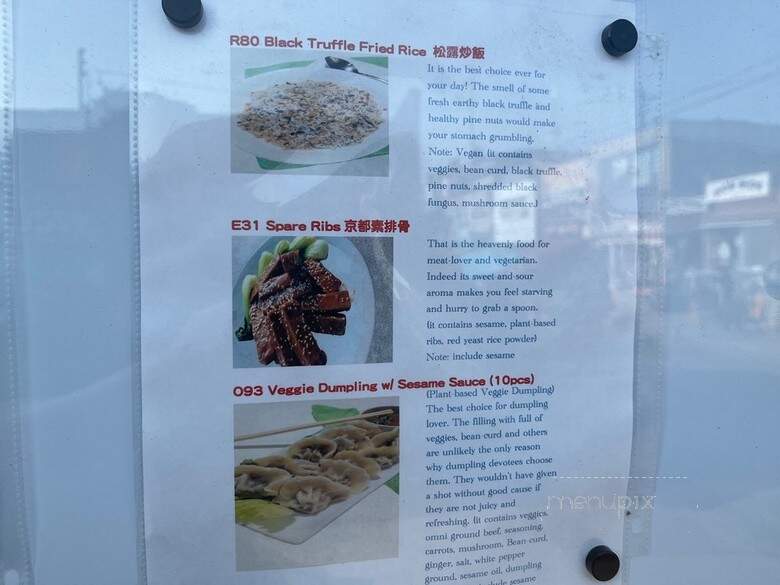 R80 Black Truffle Fried Rice 松露炒飯
It is the best choice ever for
your day! The smell of some
fresh earthy black truffle and
healthy pine nuts would make
your stomach grumbling.
Note: Vegan (it contains
veggies, bean-curd, black truffle,
pine nuts, shredded black
fungus, mushroom sauce.)
E31 Spare Ribs 京都素排骨
That is the heavenly food for
meat-lover and vegetarian.
Indeed its sweet-and-sour
aroma makes you feel starving
and hurry to grab a spoon.
(it contains sesame, plant-based
ribs, red yeast rice powder)
Note: include sesame
O93 Veggie Dumpling w/ Sesame Sauce (10pcs)
(Plant-based Veggie Dumpling)
The best choice for dumpling
lover. The filling with full of
veggies, bean-curd and others
are unlikely the only reason
why dumpling devotees choose
them. They wouldn't have given
a shot without good cause if
they are not juicy and
refreshing. (it contains veggies,
omni ground beef, seasoning,
carrots, mushroom, Bean-curd,
ginger, salt, white pepper
ground, sesame oil, dumpling
include sesame
menupix